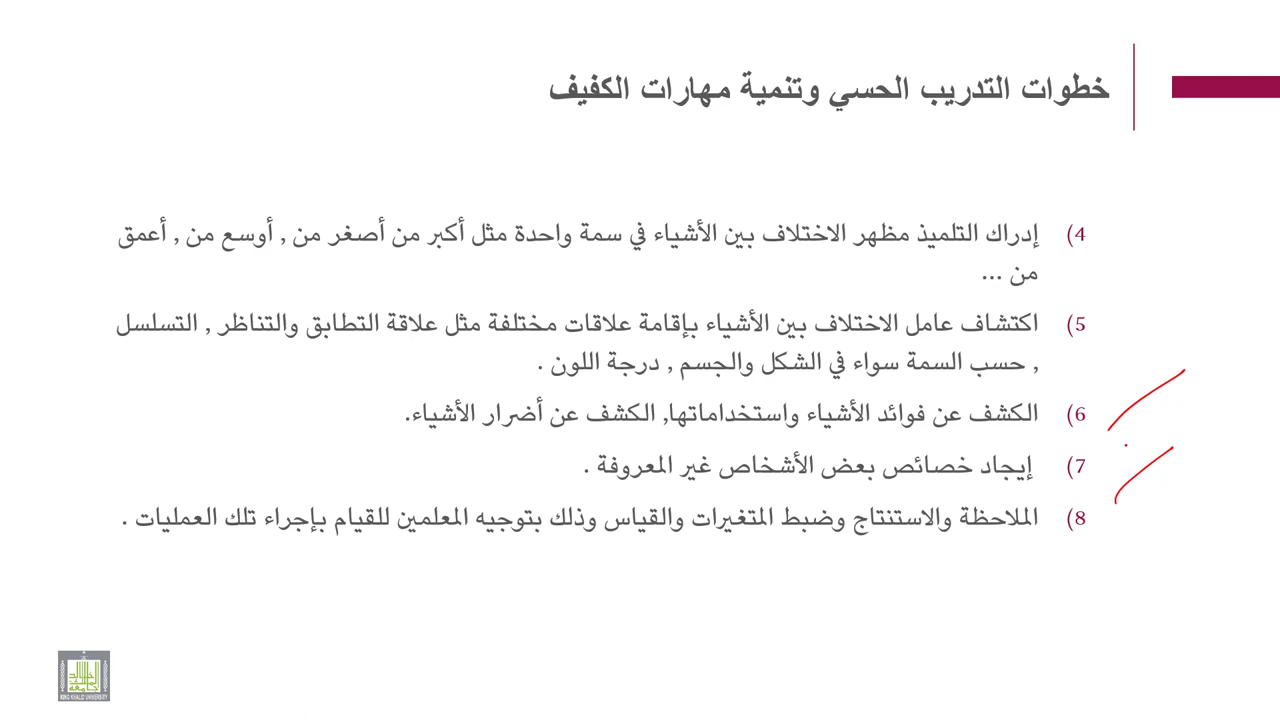 خطوات التدريب الحسي وتنمية مهارات الكفيف
4) إدراك التلميذ مظهر الاختلاف بين الأشياء في سمة واحدة مثل أكبر من أصغر من , أوسع من , أعمق
من ...
5) اكتشاف عامل الاختلاف بين الأشياء بإقامة علاقات مختلفة مثل علاقة التطابق والتناظر , التسلسل
, حسب السمة سواء في الشكل والجسم , درجة اللون .
6) الكشف عن فوائد الأشياء واستخداماتها, الكشف عن أضرار الأشياء.
7) إيجاد خصائص بعض الأشخاص غير المعروفة .
8) الملاحظة والاستنتاج وضبط المتغيرات والقياس وذلك بتوجيه المعلمين للقيام بإجراء تلك العمليات .
KING KHALID UNIVERSITY